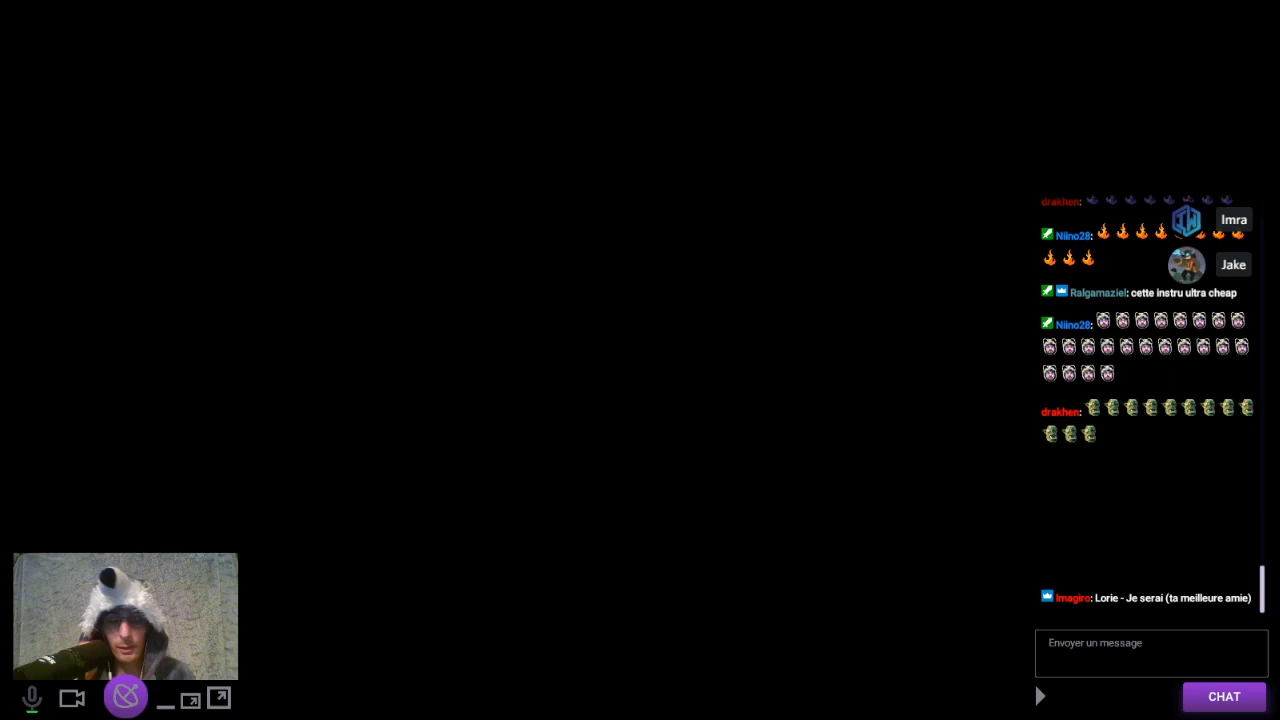 drakhen:
Imra
Niino28:
Jake
Ralgamaziel: cette instru ultra cheap
Niino28:
drakhen:
Imagiro: Lorie - Je serai (ta meilleure amie)
Envoyer un message
CHAT